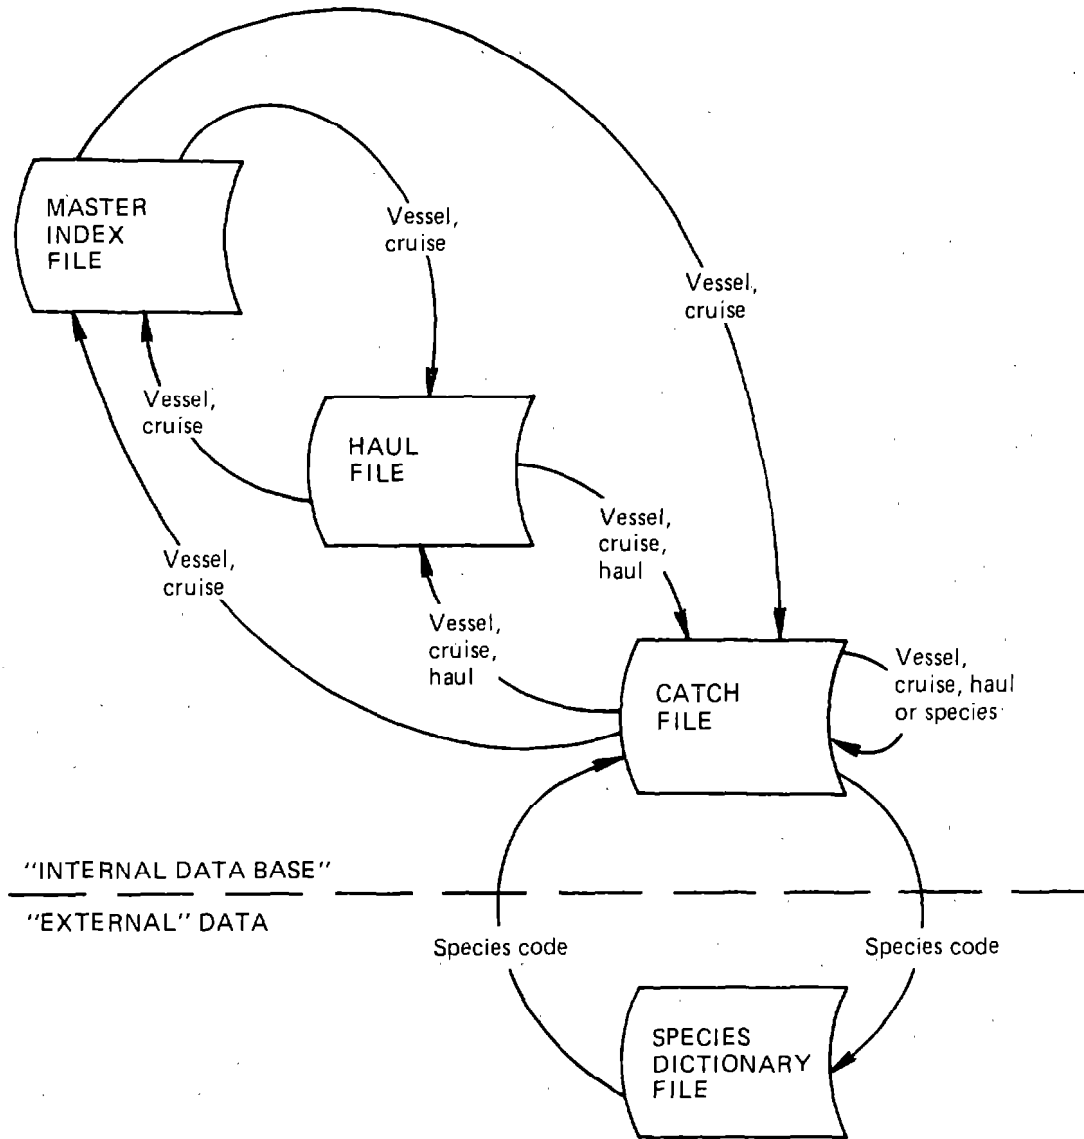 MASTER
INDEX
FILE
Vessel,
cruise
Vessel,
cruise
Vessel,
cruise
HAUL
FILE
Vessel,
cruise,
haul
Vessel,
cruise
Vessel,
cruise,
haul
CATCH
FILE
Vessel,
cruise, haul
or species
"INTERNAL DATA BASE"
"EXTERNAL" DATA
Species code
Species code
SPECIES
DICTIONARY
FILE